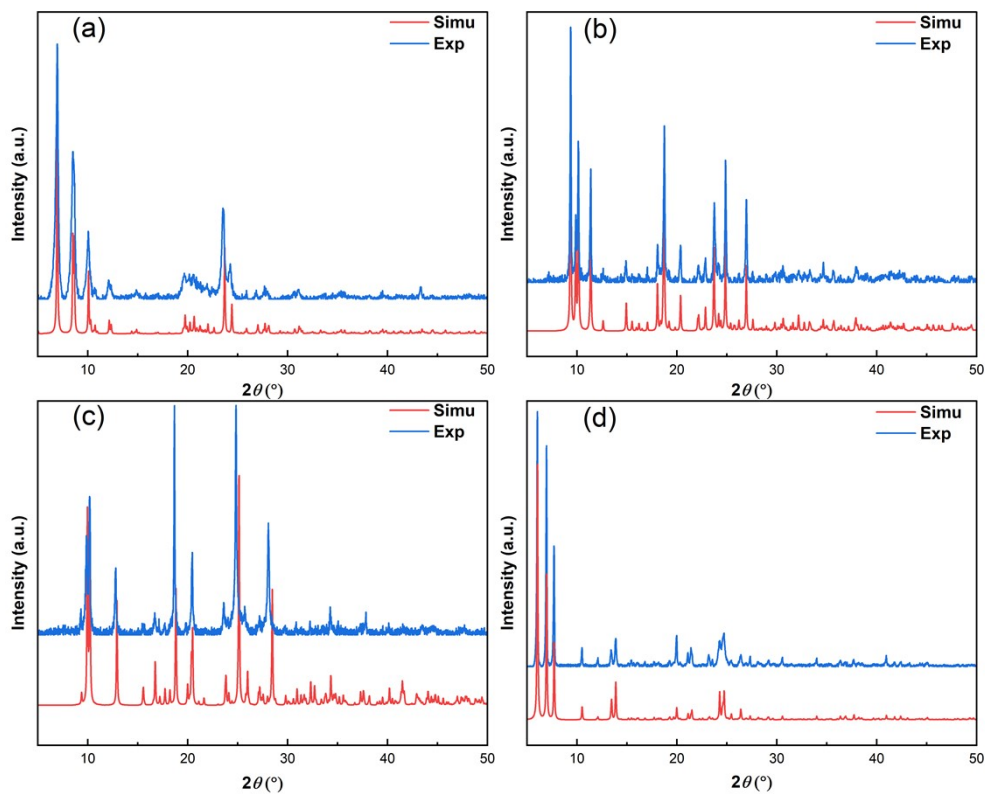 (a)
Simu
Exp
Intensity (a.u.)
10 20 30 40 50
2θ (°)
(b)
Simu
Exp
Intensity (a.u.)
10 20 30 40 50
2θ (°)
(c)
Simu
Exp
Intensity (a.u.)
10 20 30 40 50
2θ (°)
(d)
Simu
Exp
Intensity (a.u.)
10 20 30 40 50
2θ (°)